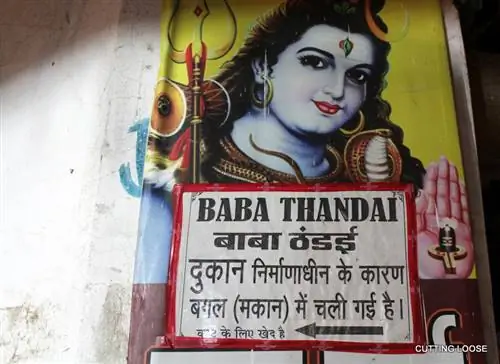 BABA THANDAI
बाबा ठंडई
दुकान निर्माणाधीन के कारण
बगल (मकान) में चली गई है।
के लिए खेद है
CUTTING LOOSE